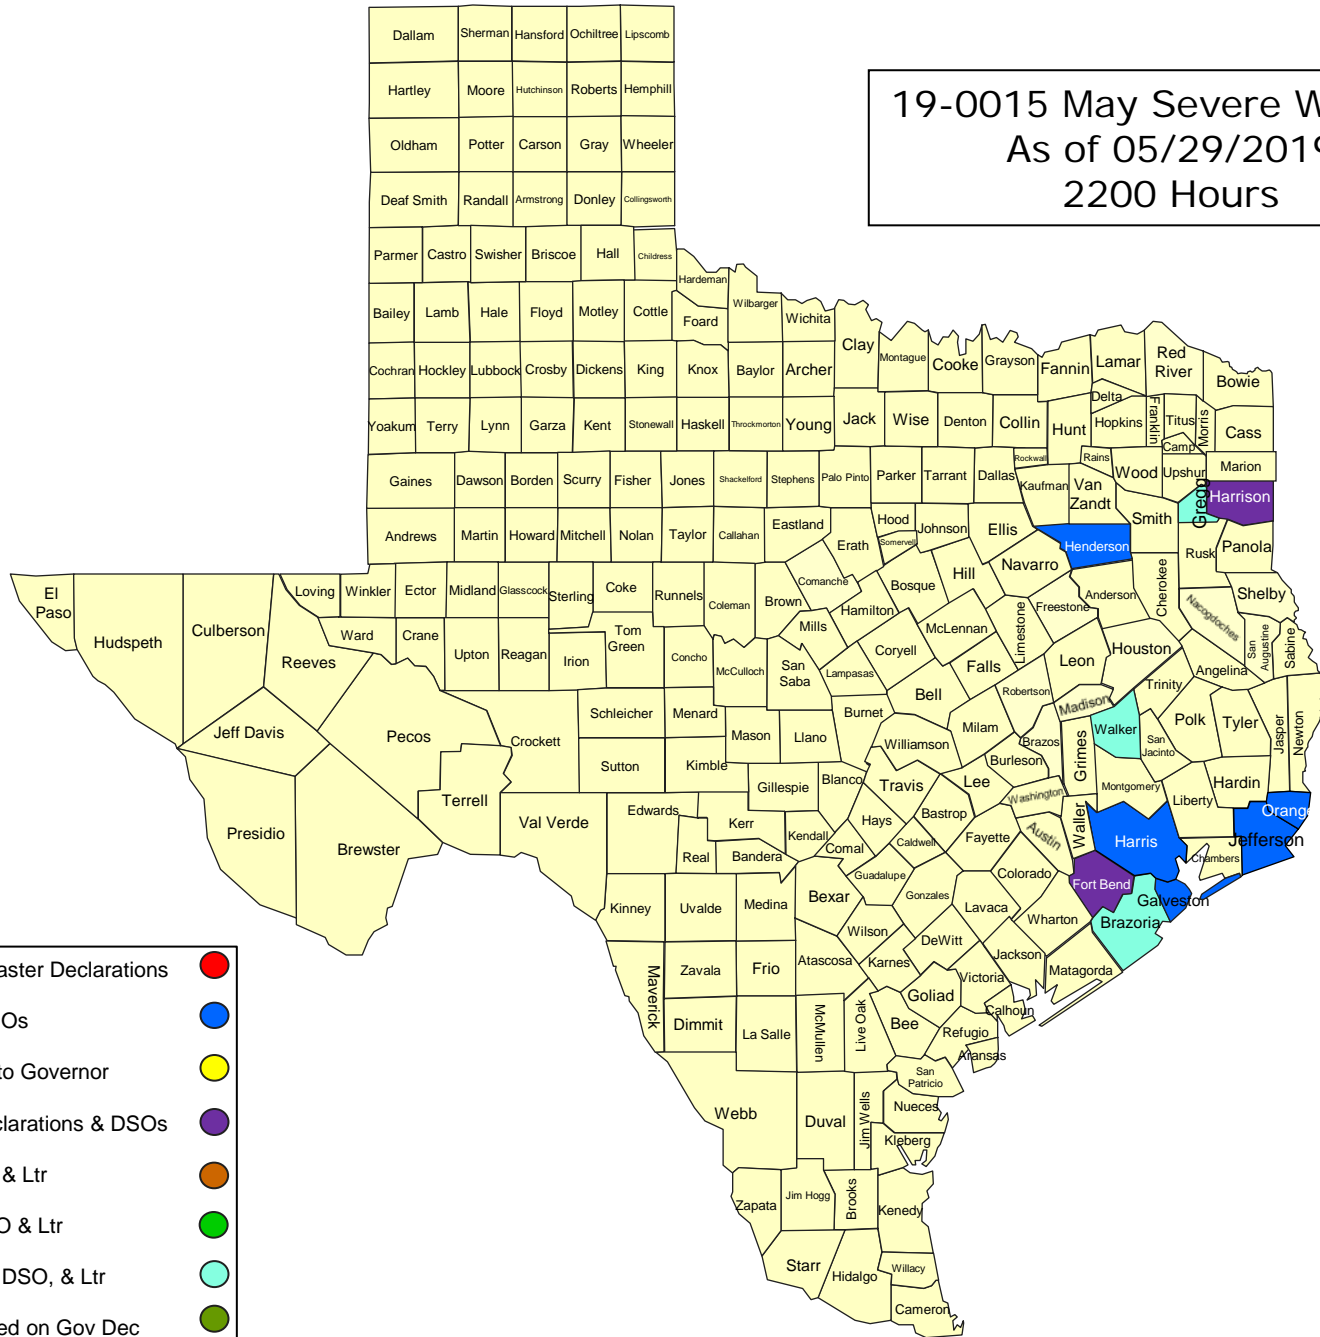 Dallam Sherman Hansford Ochiltree Lipscomb
Hartley Moore Hutchinson Roberts Hemphill
19-0015 May Severe W
As of 05/29/2019
2200 Hours
Oldham Potter Carson Gray Wheeler
Deaf Smith Randall Armstrong Donley Collingsworth
Parmer Castro Swisher Briscoe Hall Childress
Hardeman
Bailey Lamb Hale Floyd Motley Cottle Foard Wilbarger Wichita
Clay Montague Cooke Grayson Fannin Lamar Red
River
Bowie
Cochran Hockley Lubbock Crosby Dickens King Knox Baylor Archer
Delta
Yoakum Terry Lynn Garza Kent Stonewall Haskell Throckmorton Young Jack Wise Denton Collin Hunt Hopkins Franklin Titus Morris Cass
Camp
Rockwall Rains Wood Upshur Marion
Gaines Dawson Borden Scurry Fisher Jones Shackelford Stephens Palo Pinto Parker Tarrant Dallas Kaufman Van
Zandt
Gregg Harrison
Andrews Martin Howard Mitchell Nolan Taylor Callahan Eastland Erath Hood Somervell Johnson Ellis Henderson Smith Rusk Panola
El
Paso
Hudspeth Culberson Loving Winkler Ector Midland Glasscock Sterling Coke Runnels Coleman Brown Comanche Hamilton Bosque Hill Navarro Freestone Anderson Cherokee Nacogdoches Shelby
Reeves Ward Crane Upton Reagan Irion Tom
Green
Concho McCulloch San
Saba
Mills Lampasas Coryell McLennan Limestone Falls Leon Houston Angelina San
Augustine
Sabine
Jeff Davis Pecos Crockett Schleicher Menard Mason Llano Burnet Bell Milam Robertson Madison Walker Trinity San
Jacinto
Polk Tyler Jasper Newton
Sutton Kimble Gillespie Blanco Williamson Travis Lee Burleson Brazos Grimes Montgomery Liberty Hardin
Presidio Brewster Terrell Val Verde Edwards Kerr Kendall Hays Bastrop Washington Waller Harris Orange
Real Bandera Comal Caldwell Fayette Austin Chambers Jefferson
Kinney Uvalde Medina Bexar Guadalupe Gonzales Lavaca Colorado Fort Bend Galveston
Wharton Brazoria
Maverick Zavala Frio Atascosa Wilson Karnes DeWitt Jackson Matagorda
Dimmit La Salle McMullen Live Oak Bee Goliad Victoria Calhoun
Refugio
Aransas
San
Patricio
Webb Duval Jim Wells Nueces
Kleberg
Zapata Jim Hogg Brooks Kenedy
Starr Hidalgo Willacy
Cameron
aster Declarations
Os
to Governor
clarations & DSOs
& Ltr
O & Ltr
DSO, & Ltr
ed on Gov Dec